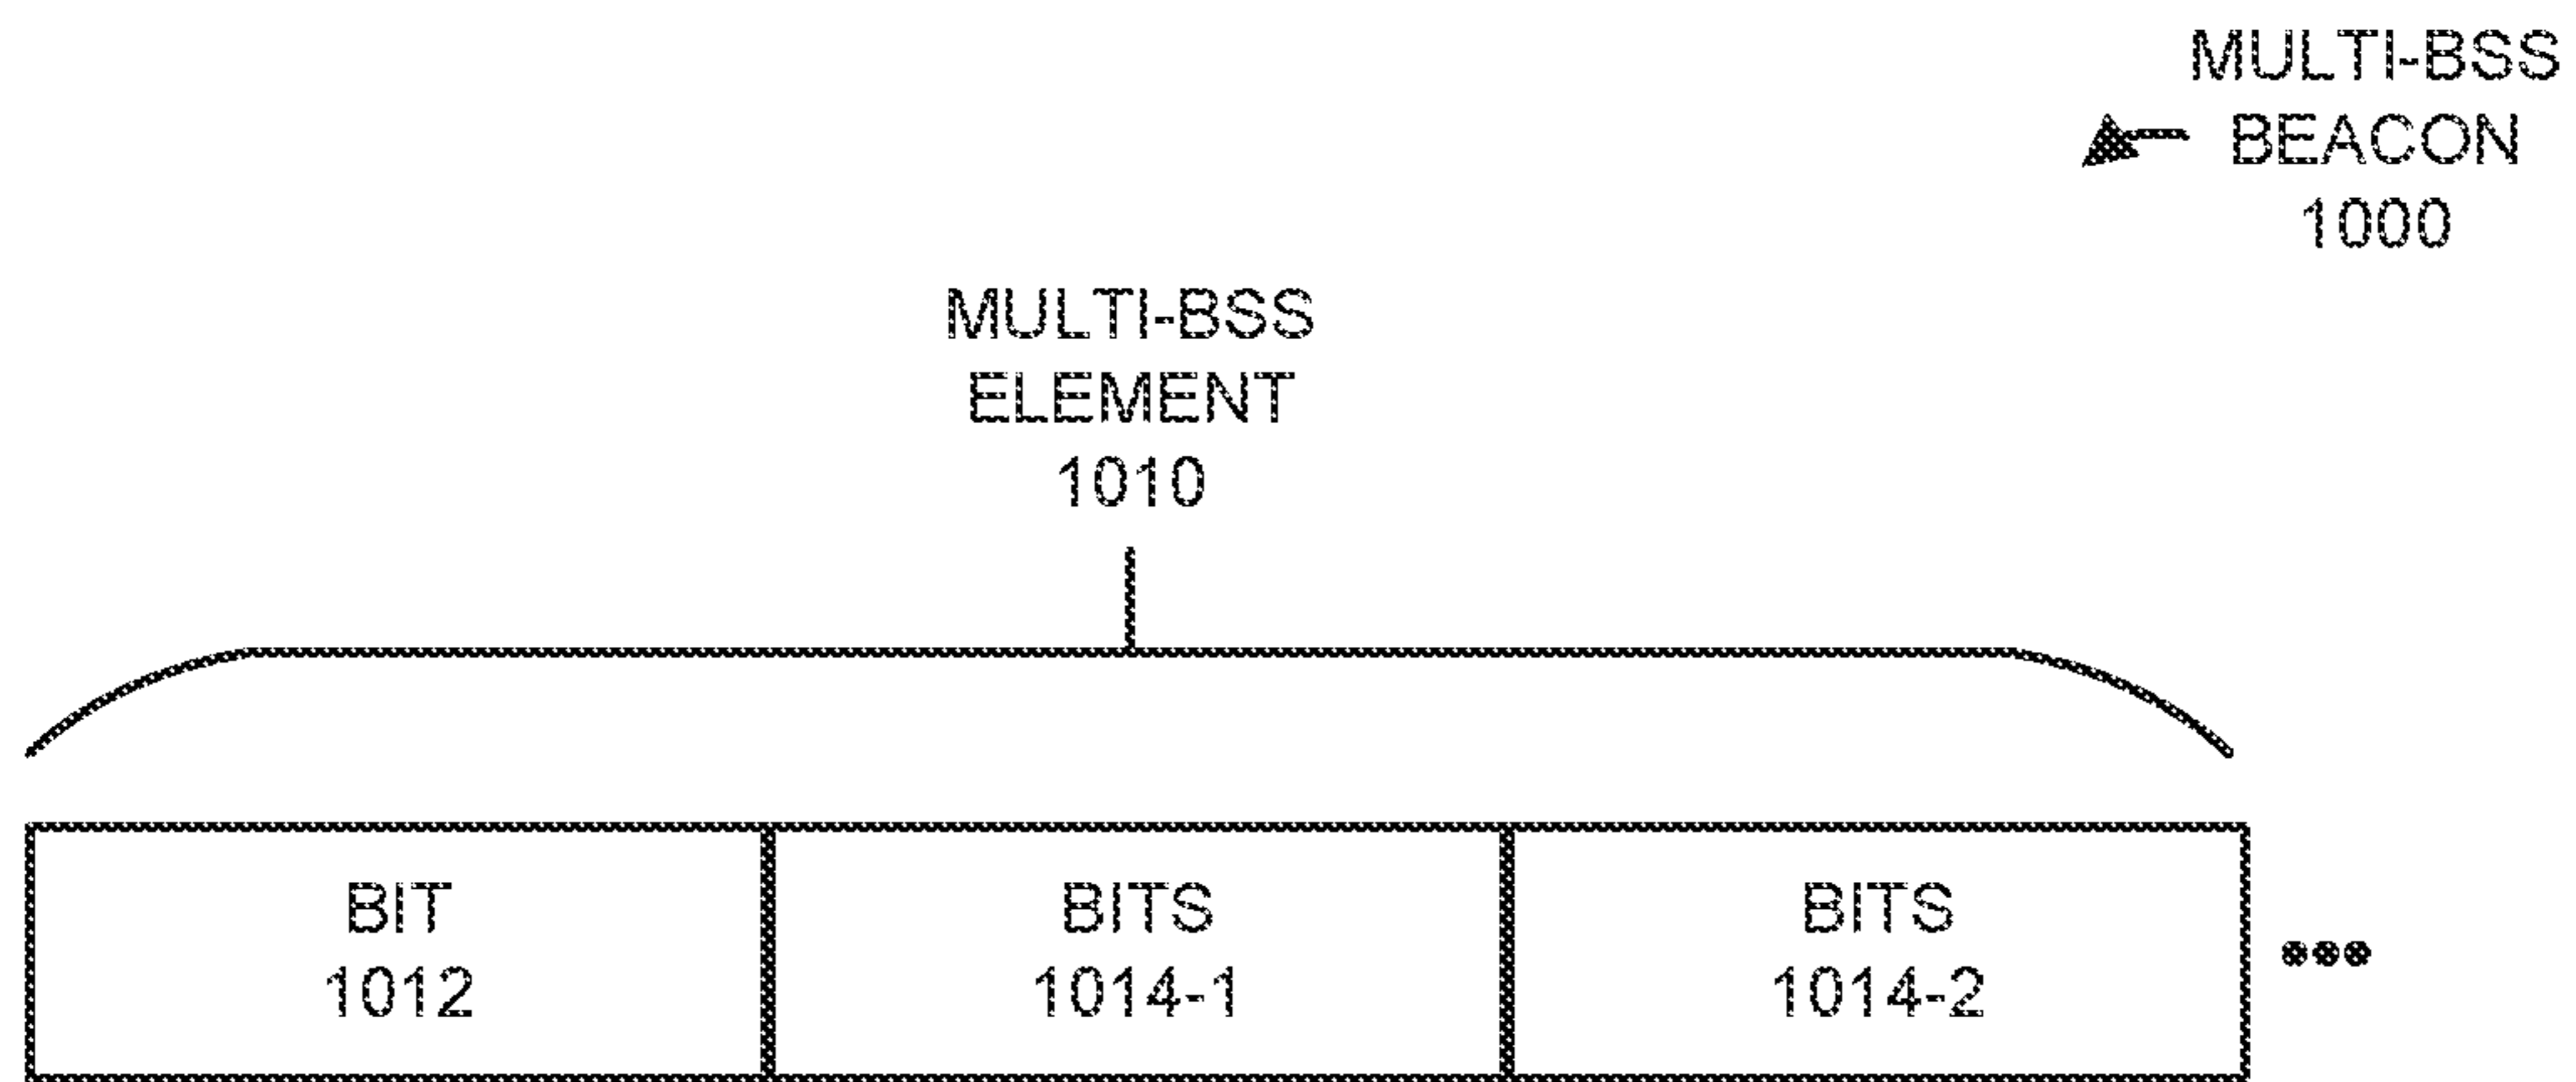 MULTI-BSS
BEACON
1000
MULTI-BSS
ELEMENT
1010
BIT
1012
BITS
1014-1
BITS
1014-2